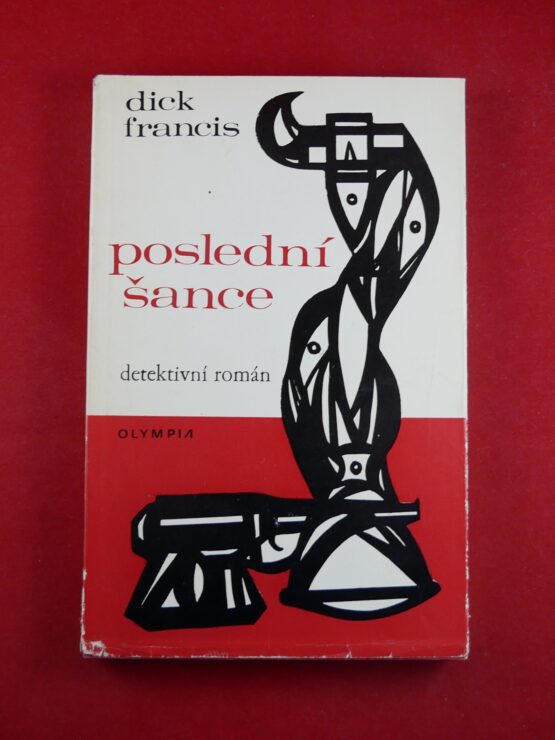 dick
francis
poslední
šance
detektivní román
OLYMPIA